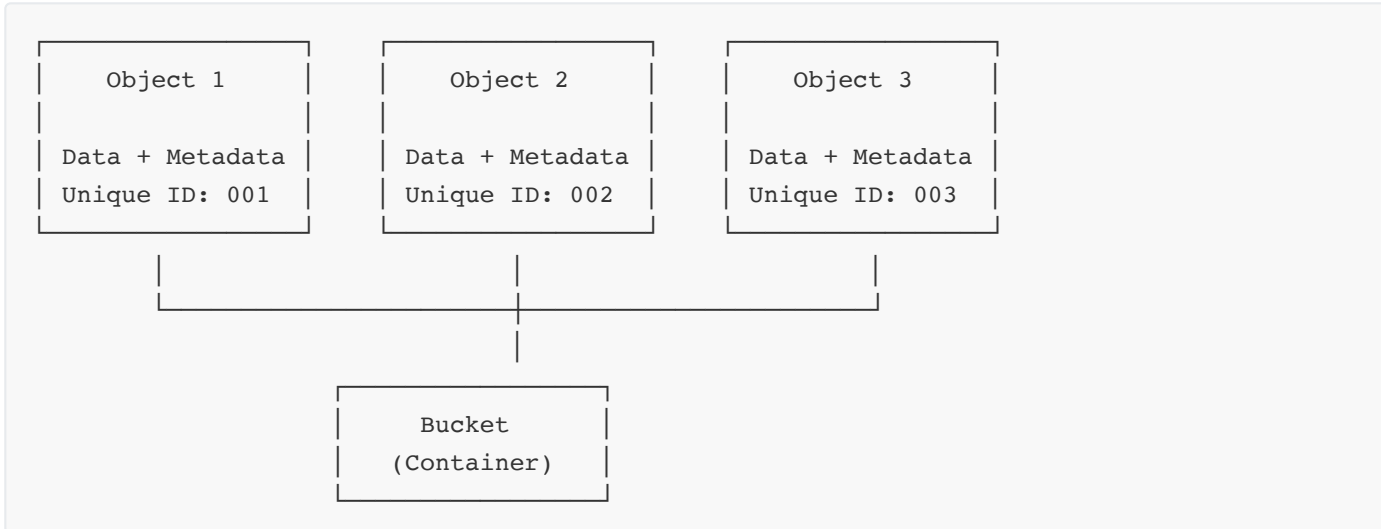 Object 1 Object 2 Object 3
Data + Metadata Data + Metadata Data + Metadata
Unique ID: 001 Unique ID: 002 Unique ID: 003
Bucket
(Container)